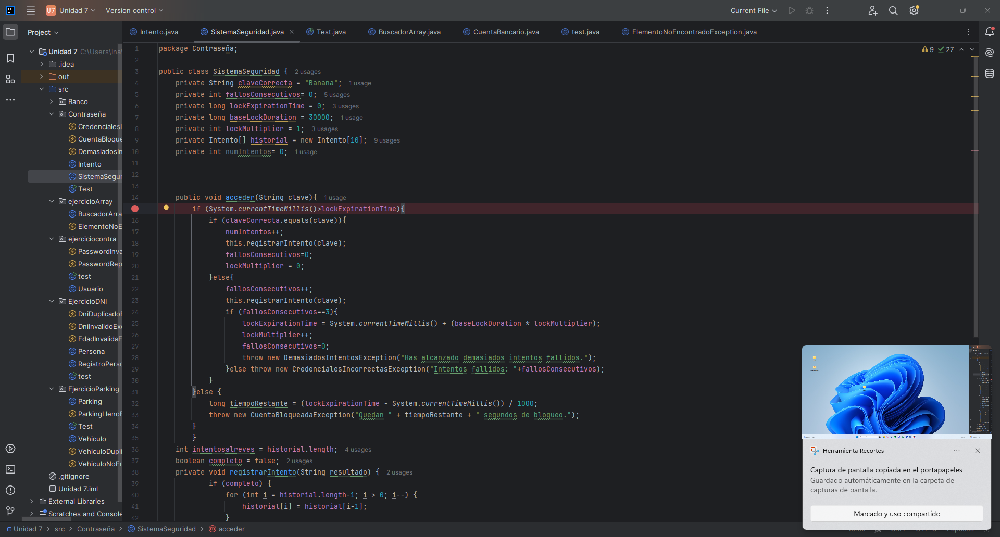 U7 Unidad 7 Version control Current File
Project
Intento.java SistemaSeguridad.java Test.java BuscadorArray.java CuentaBancario.java test.java ElementoNoEncontradoException.java
Unidad 7 C:\Users\Ina
.idea
out
src
Banco
Contraseña
CredencialesI
CuentaBloque
DemasiadosIn
Intento
SistemaSegur
Test
ejercicioArray
BuscadorArra
ElementoNoE
ejerciciocontra
PasswordInva
PasswordRep
test
Usuario
EjercicioDNI
DniDuplicadoE
DniInvalidoExc
EdadInvalidaE
Persona
RegistroPerso
test
EjercicioParking
Parking
ParkingLlenoE
Test
Vehiculo
VehiculoDupli
VehiculoNoEn
.gitignore
Unidad 7.iml
External Libraries
Scratches and Console
9 27
1 package Contraseña;
2
3 public class SistemaSeguridad { 2 usages
4 private String claveCorrecta = "Banana"; 1 usage
5 private int fallosConsecutivos= 0; 5 usages
6 private long lockExpirationTime = 0; 3 usages
7 private long baseLockDuration = 30000; 1 usage
8 private int lockMultiplier = 1; 3 usages
9 private Intento[] historial = new Intento[10]; 9 usages
10 private int numIntentos= 0; 1 usage
11
12
13
14 public void acceder(String clave){ 1 usage
if (System.currentTimeMillis()>lockExpirationTime){
16 if (claveCorrecta.equals(clave)){
17 numIntentos++;
18 this.registrarIntento(clave);
19 fallosConsecutivos=0;
20 lockMultiplier = 0;
21 }else{
22 fallosConsecutivos++;
23 this.registrarIntento(clave);
24 if (fallosConsecutivos==3){
25 lockExpirationTime = System.currentTimeMillis() + (baseLockDuration * lockMultiplier);
26 lockMultiplier++;
27 fallosConsecutivos=0;
28 throw new DemasiadosIntentosException("Has alcanzado demasiados intentos fallidos.");
29 }else throw new CredencialesIncorrectasException("Intentos fallidos: "+fallosConsecutivos);
30 }
31 }else {
32 long tiempoRestante = (lockExpirationTime - System.currentTimeMillis()) / 1000;
33 throw new CuentaBloqueadaException("Quedan " + tiempoRestante + " segundos de bloqueo.");
34 }
35 }
36 int intentosalreves = historial.length; 4 usages
37 boolean completo = false; 2 usages
38 private void registrarIntento(String resultado) { 2 usages
39 if (completo) {
40 for (int i = historial.length-1; i > 0; i--) {
41 historial[i] = historial[i-1];
42 }
Herramienta Recortes
Captura de pantalla copiada en el portapapeles
Guardado automáticamente en la carpeta de
capturas de pantalla.
Marcado y uso compartido
Unidad 7 > src > Contraseña > SistemaSeguridad > acceder